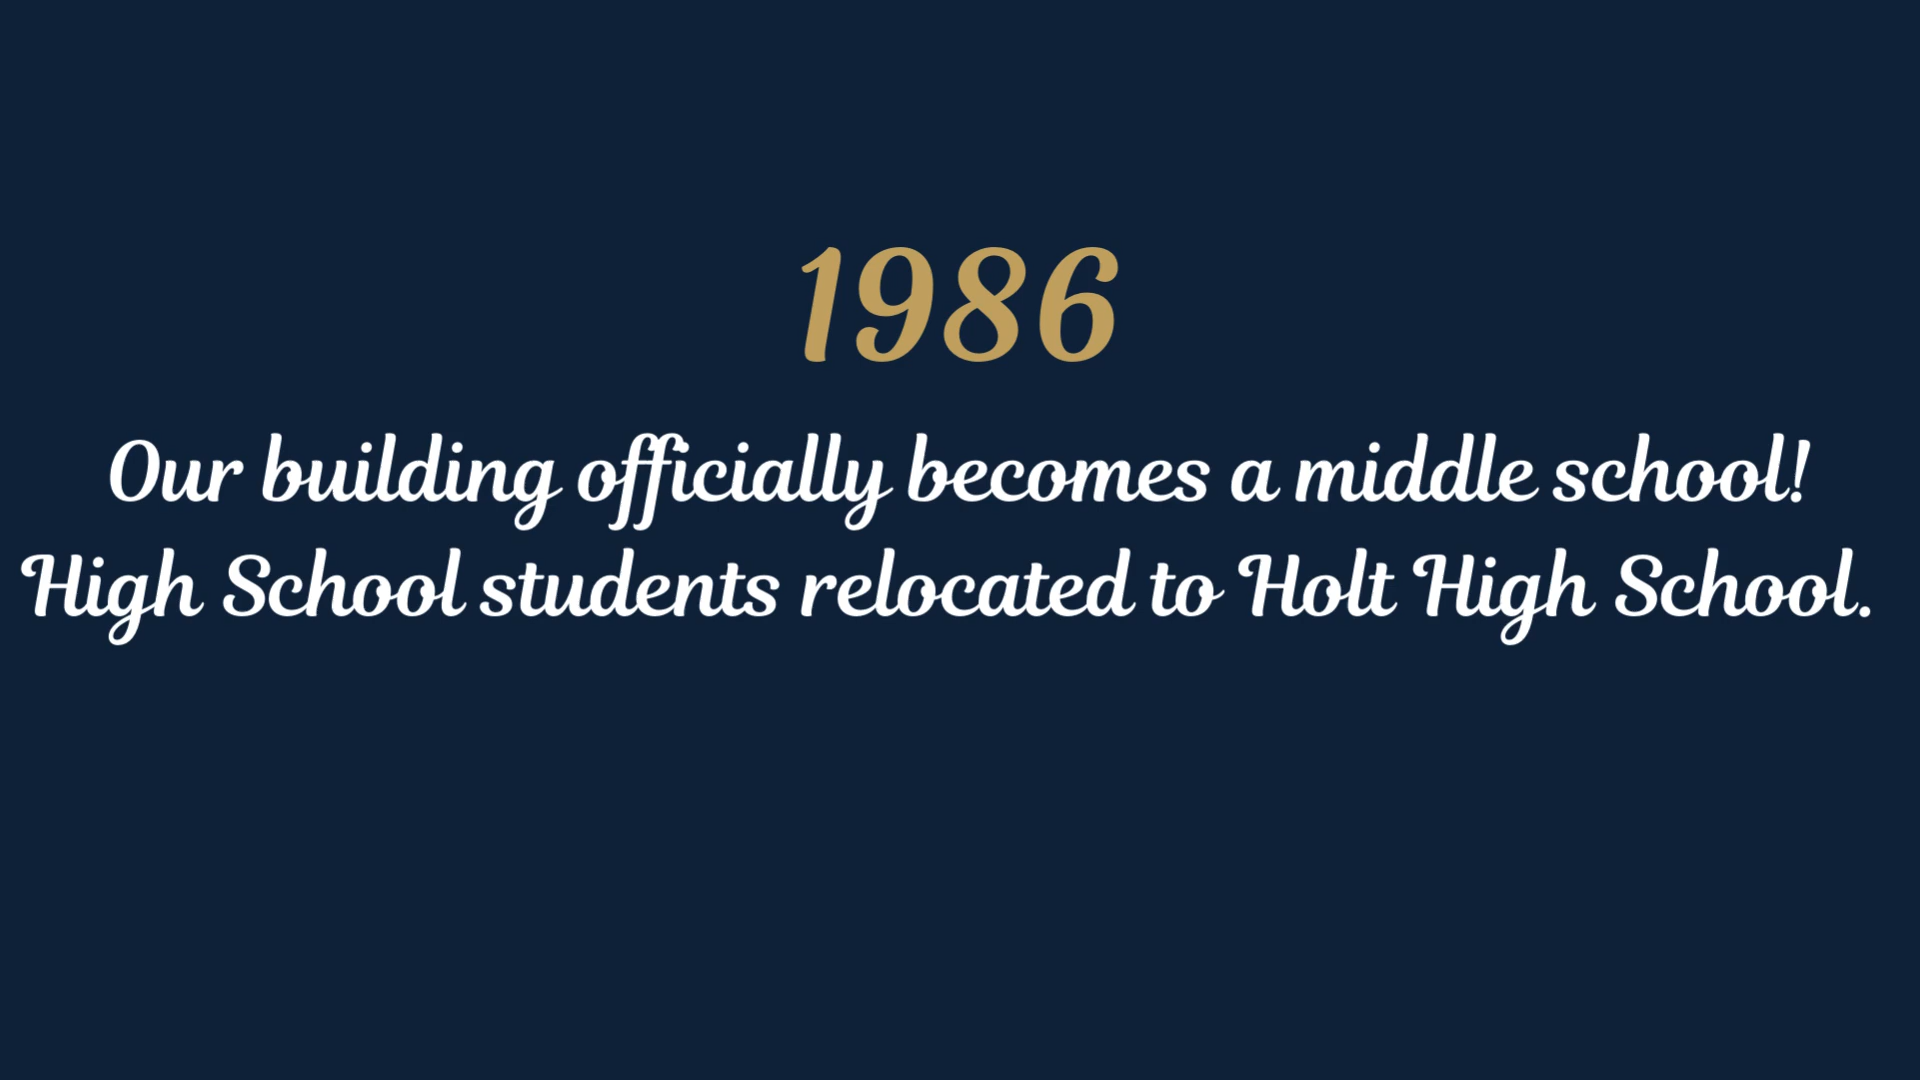 1986
Our building officially becomes a middle school!
High School students relocated to Holt High School.